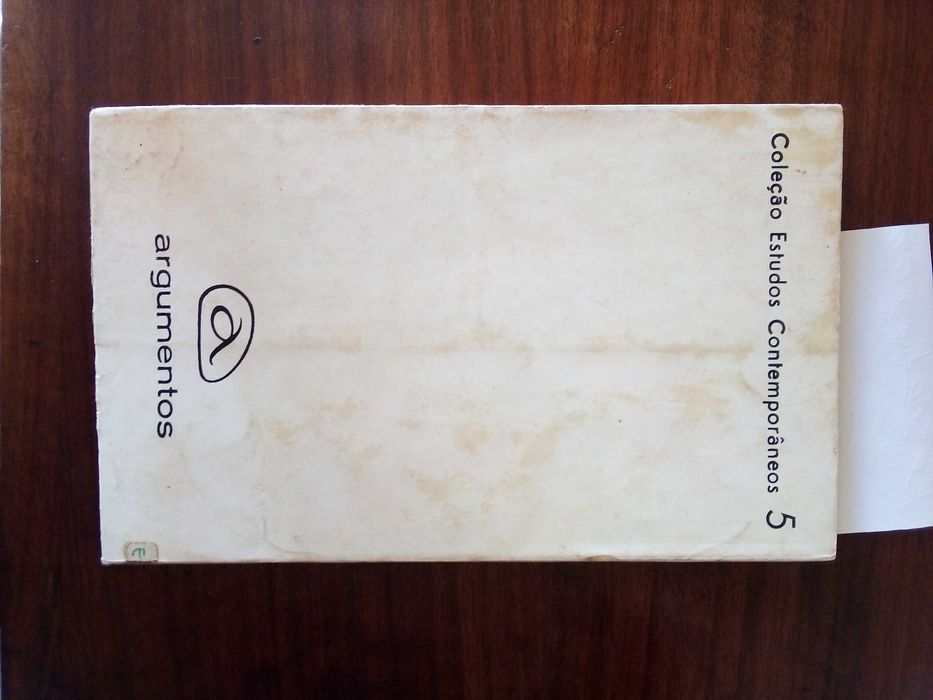 Coleção Estudos Contemporâneos 5
a
argumentos